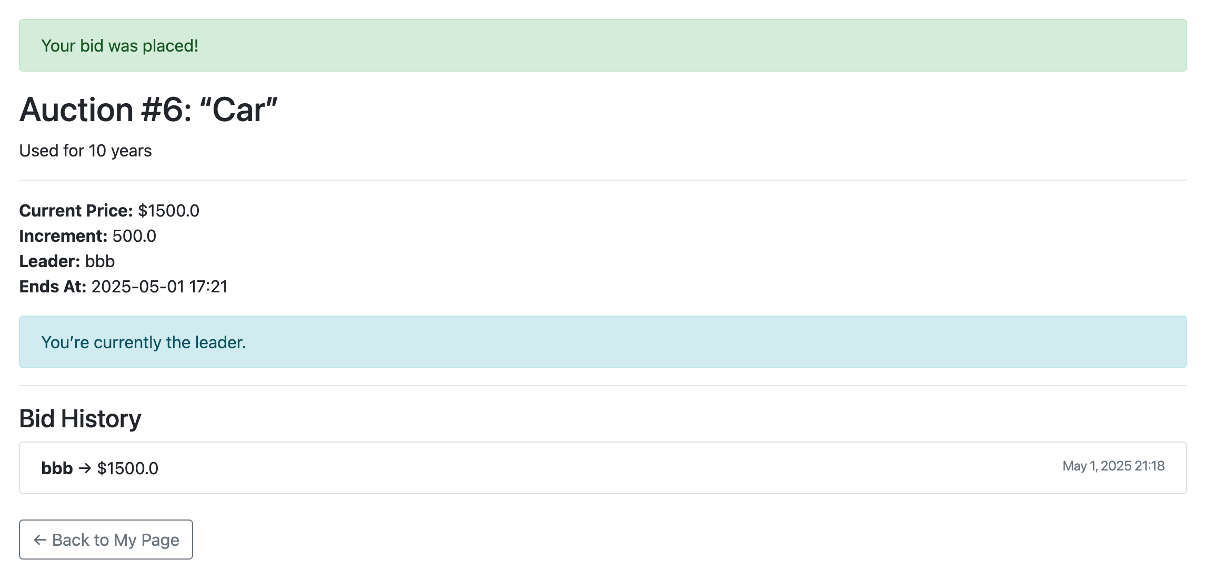 Your bid was placed!
Auction #6: “Car”
Used for 10 years
Current Price: $1500.0
Increment: 500.0
Leader: bbb
Ends At: 2025-05-01 17:21
You’re currently the leader.
Bid History
bbb → $1500.0 May 1, 2025 21:18
← Back to My Page